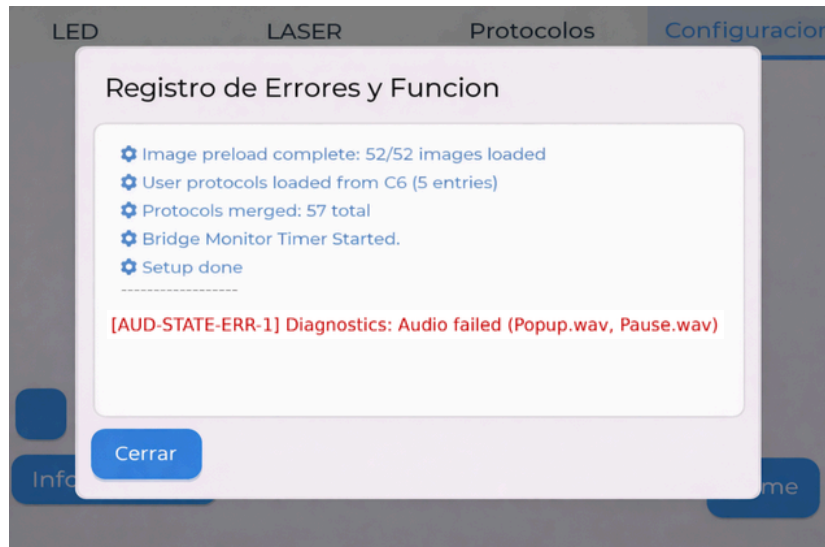 LED LASER Protocolos Configuracion
Registro de Errores y Funcion
Image preload complete: 52/52 images loaded
User protocols loaded from C6 (5 entries)
Protocols merged: 57 total
Bridge Monitor Timer Started.
Setup done
------------------
[AUD-STATE-ERR-1] Diagnostics: Audio failed (Popup.wav, Pause.wav)
Cerrar